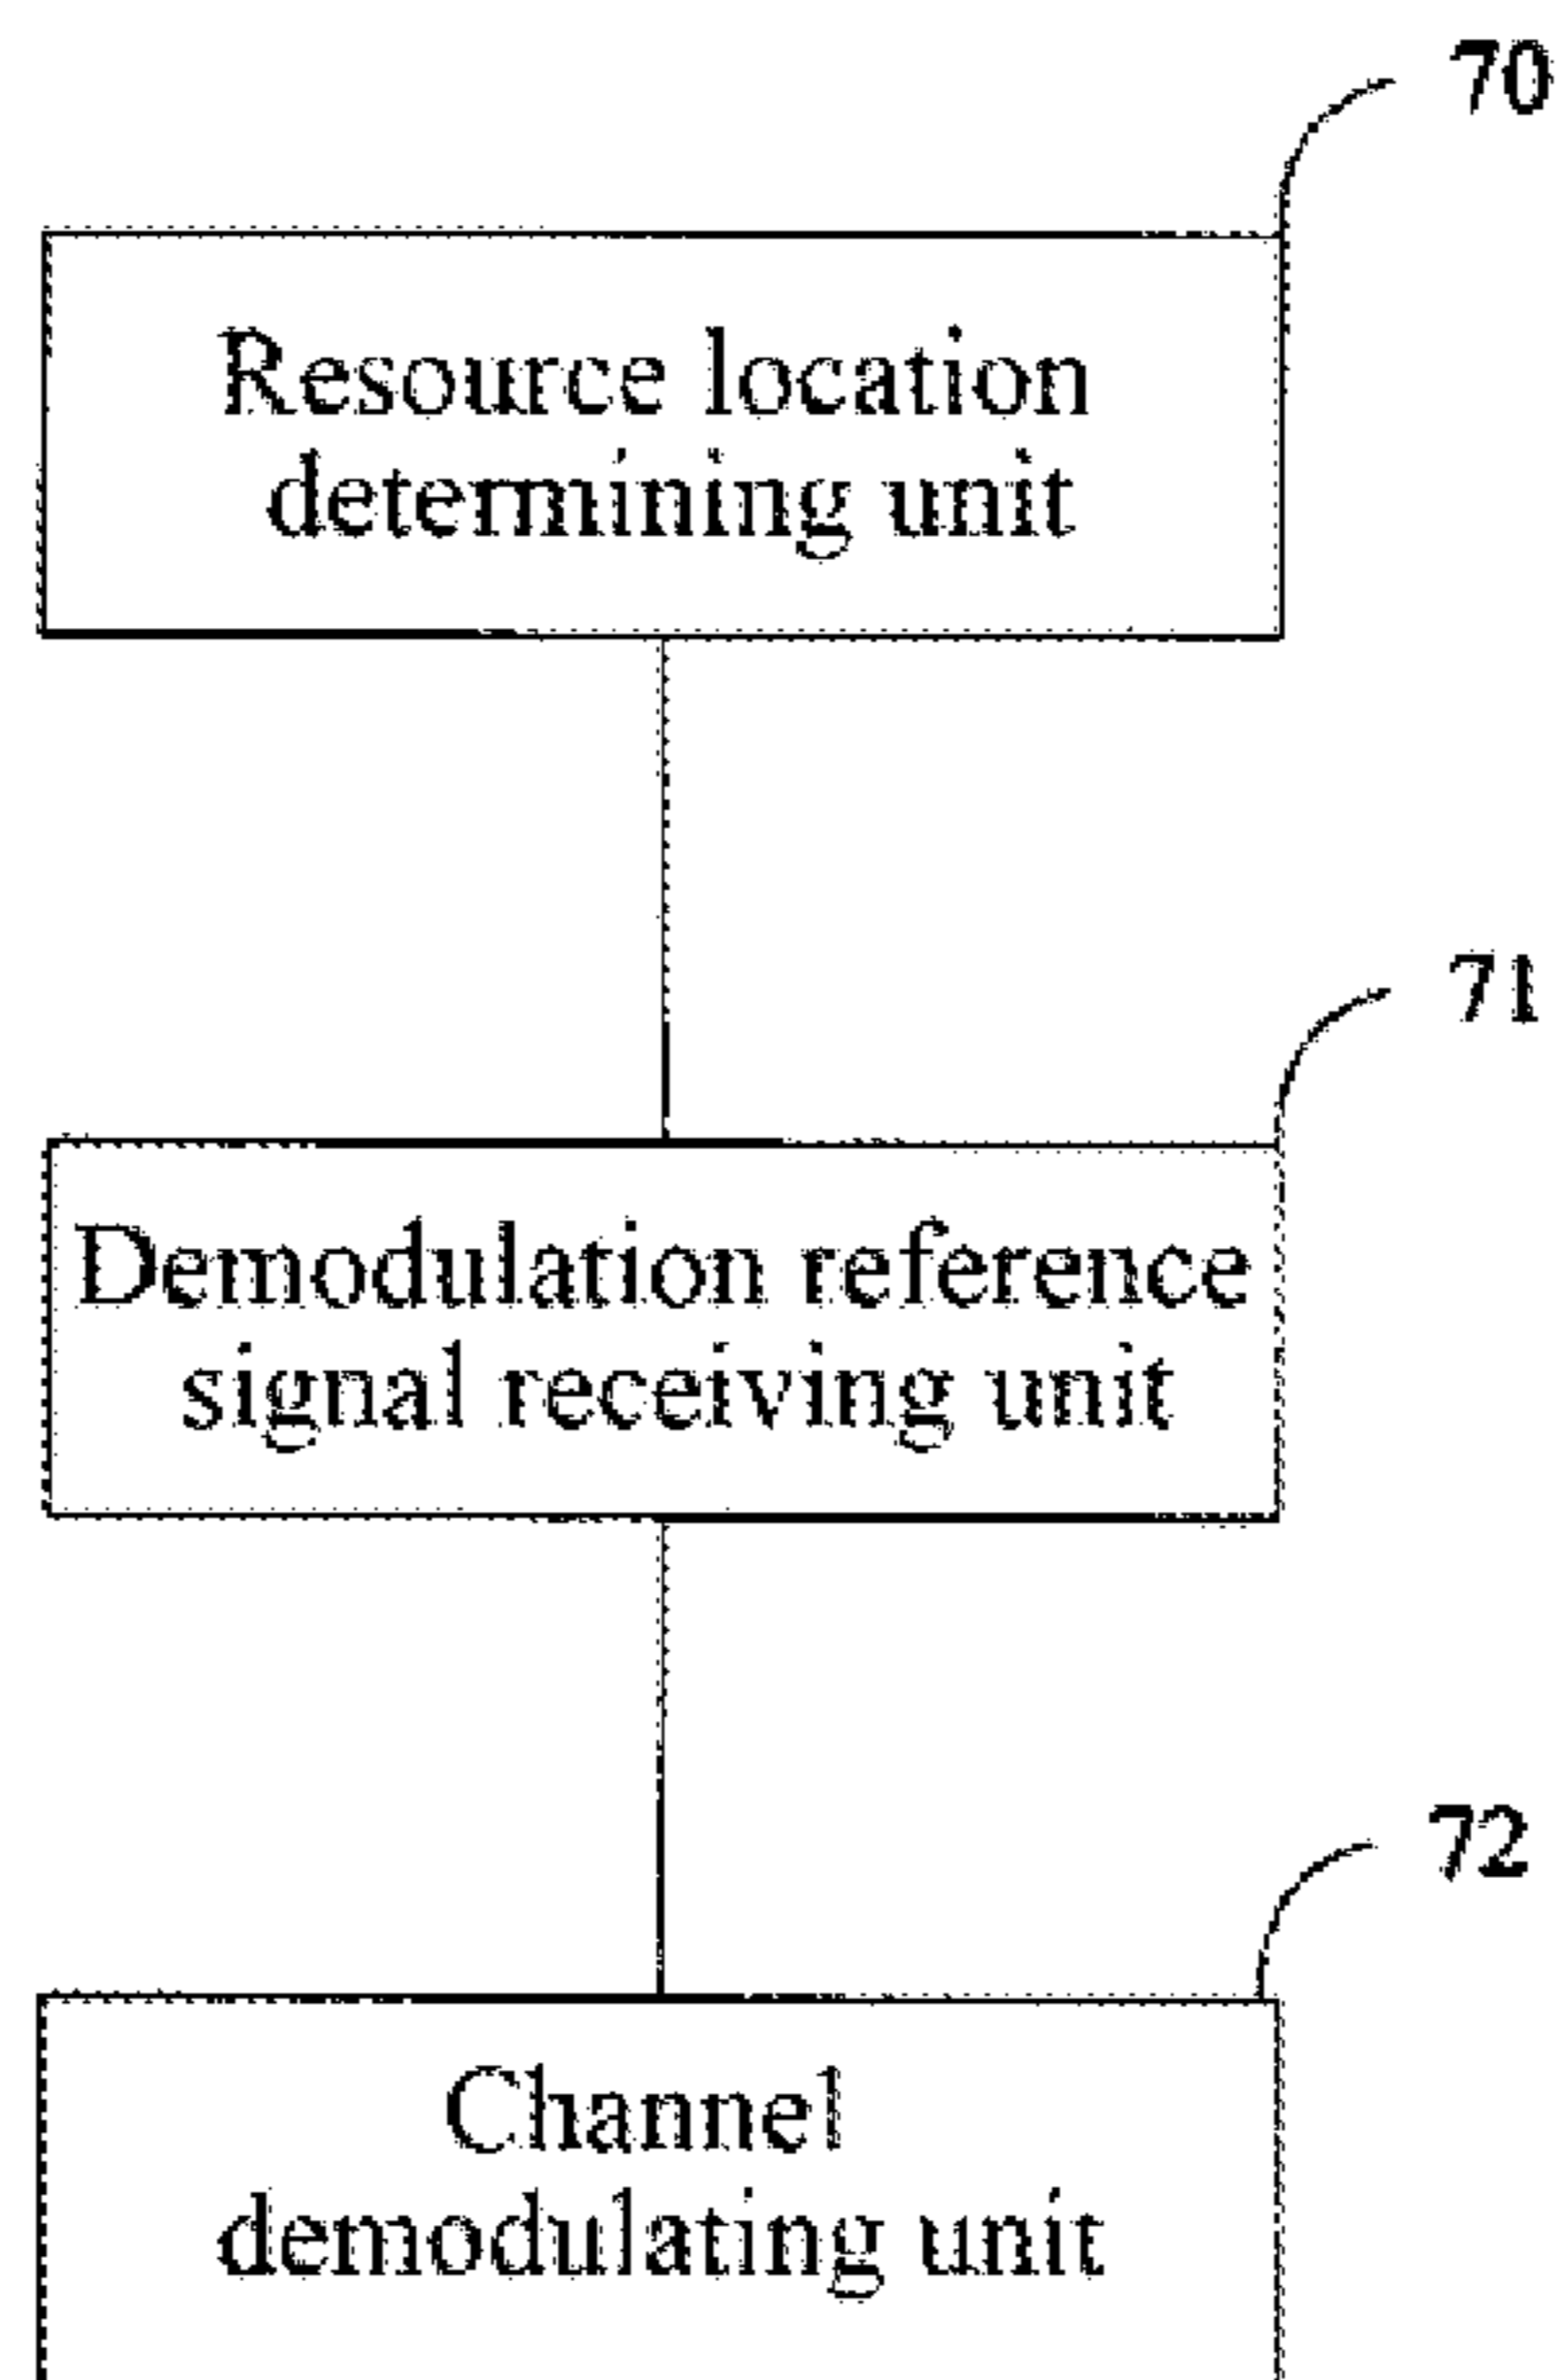 70
Resource location
determining unit
71
Demodulation reference
signal receiving unit
72
Channel
demodulating unit